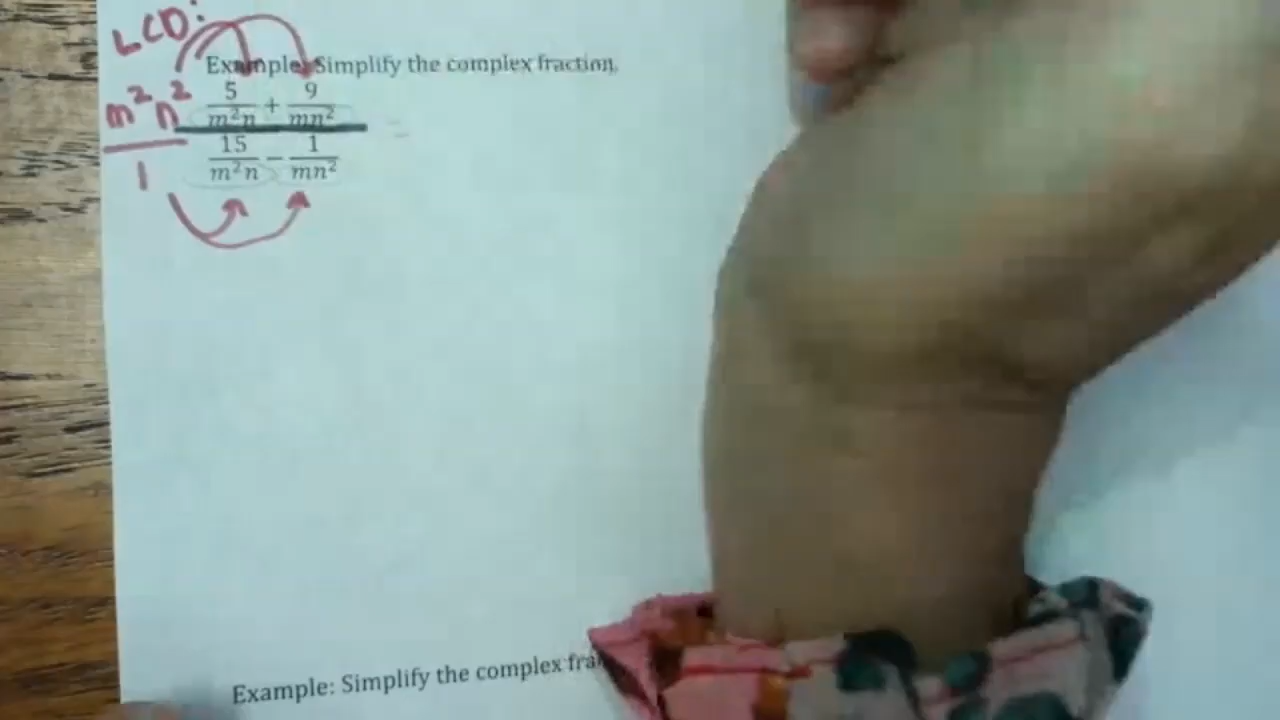 LCD:
Example: Simplify the complex fraction.
m²n²
1
5/m²n + 9/mn²
15/m²n − 1/mn²
Example: Simplify the complex